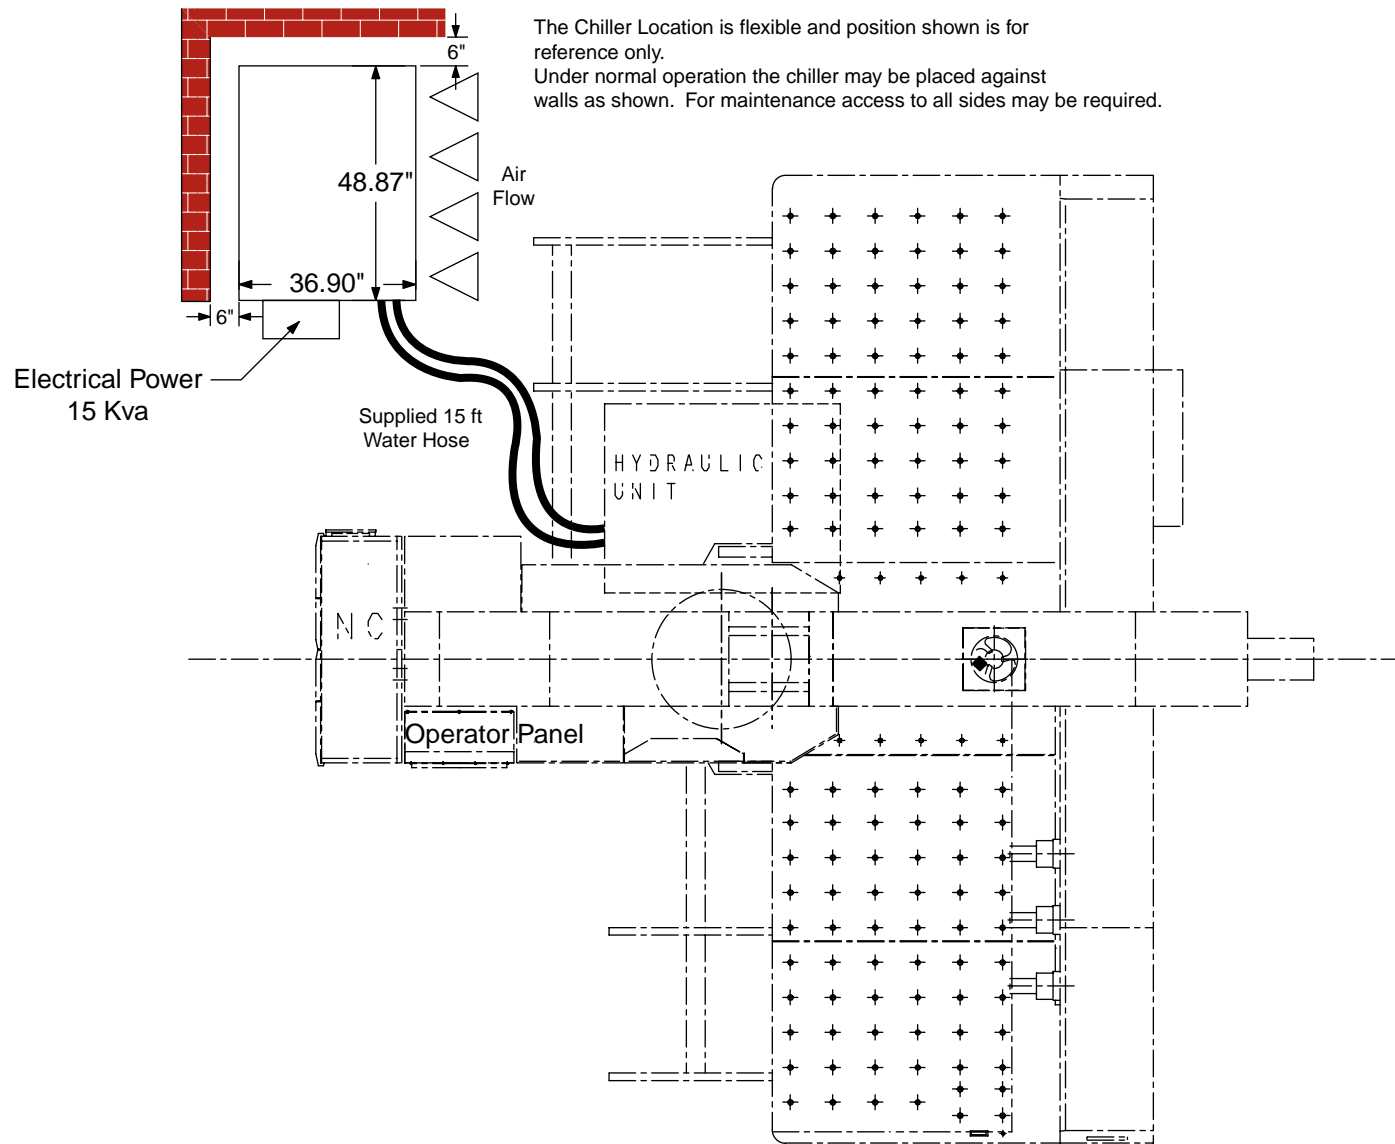 The Chiller Location is flexible and position shown is for
reference only.
Under normal operation the chiller may be placed against
walls as shown.  For maintenance access to all sides may be required.
6"
48.87"
Air
Flow
36.90"
6"
Electrical Power
15 Kva
Supplied 15 ft
Water Hose
HYDRAULIC
UNIT
NC
Operator Panel